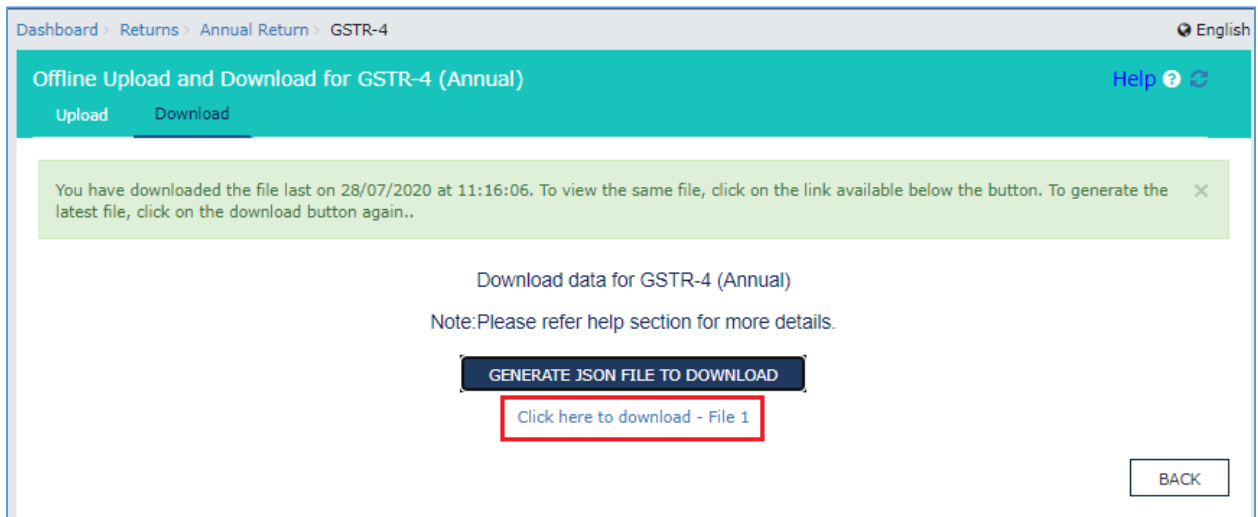 Dashboard> Returns> Annual Return> GSTR-4
English
Offline Upload and Download for GSTR-4 (Annual)
Help ?
Upload Download
You have downloaded the file last on 28/07/2020 at 11:16:06. To view the same file, click on the link available below the button. To generate the
latest file, click on the download button again..
Download data for GSTR-4 (Annual)
Note:Please refer help section for more details.
GENERATE JSON FILE TO DOWNLOAD
Click here to download - File 1
BACK